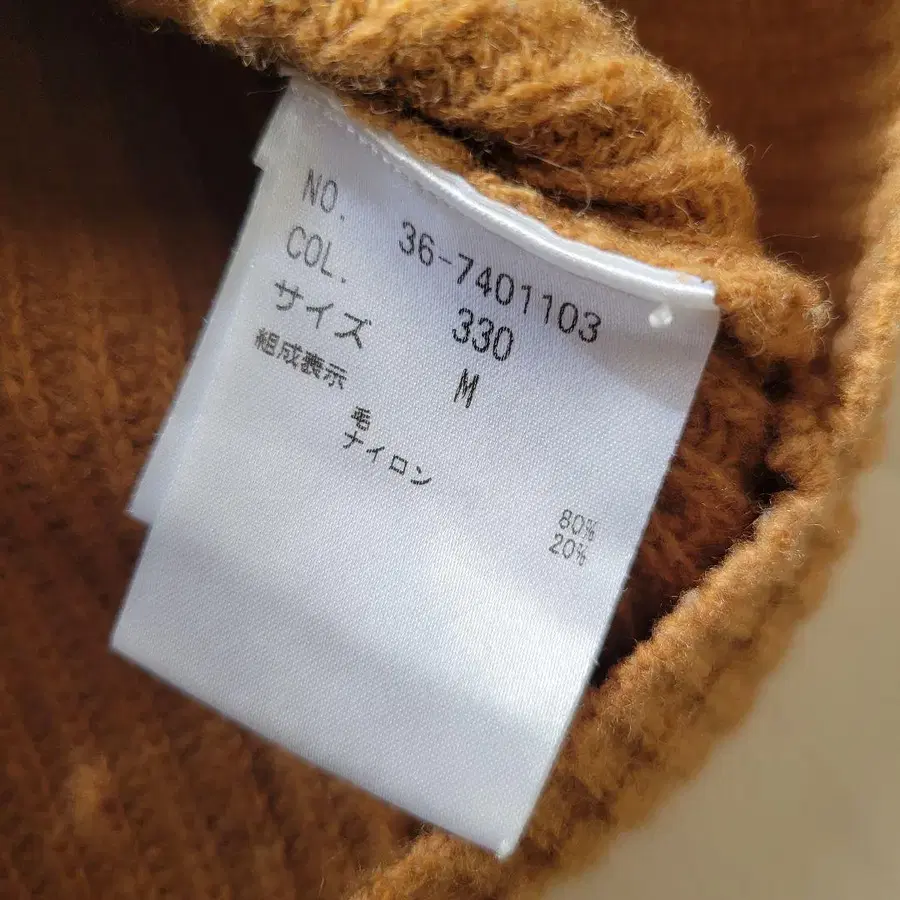 NO. 36-7401103
COL. 330
サイズ M
組成表示
毛 80%
ナイロン 20%